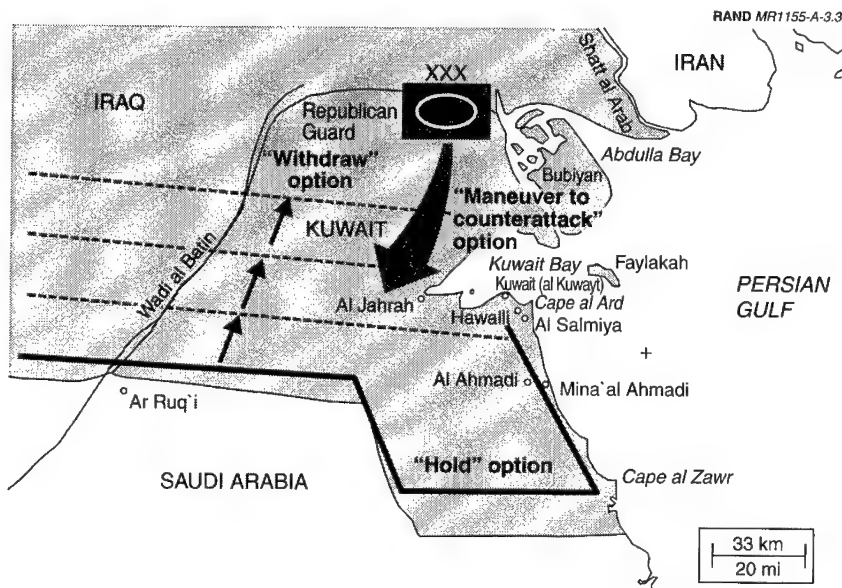 RAND MR1155-A-3.3
XXX
IRAN
Shatt al Arab
IRAQ
Republican
Guard
Abdulla Bay
"Withdraw"
option
Bubiyan
"Maneuver to
counterattack"
option
KUWAIT
Wadi al Batin
Kuwait Bay
Faylakah
Kuwait (al Kuwayt)
PERSIAN
GULF
Al Jahrah
Cape al Ard
Hawalli
Al Salmiya
+
Al Ahmadi
Mina`al Ahmadi
Ar Ruq`i
"Hold" option
SAUDI ARABIA
Cape al Zawr
33 km
20 mi